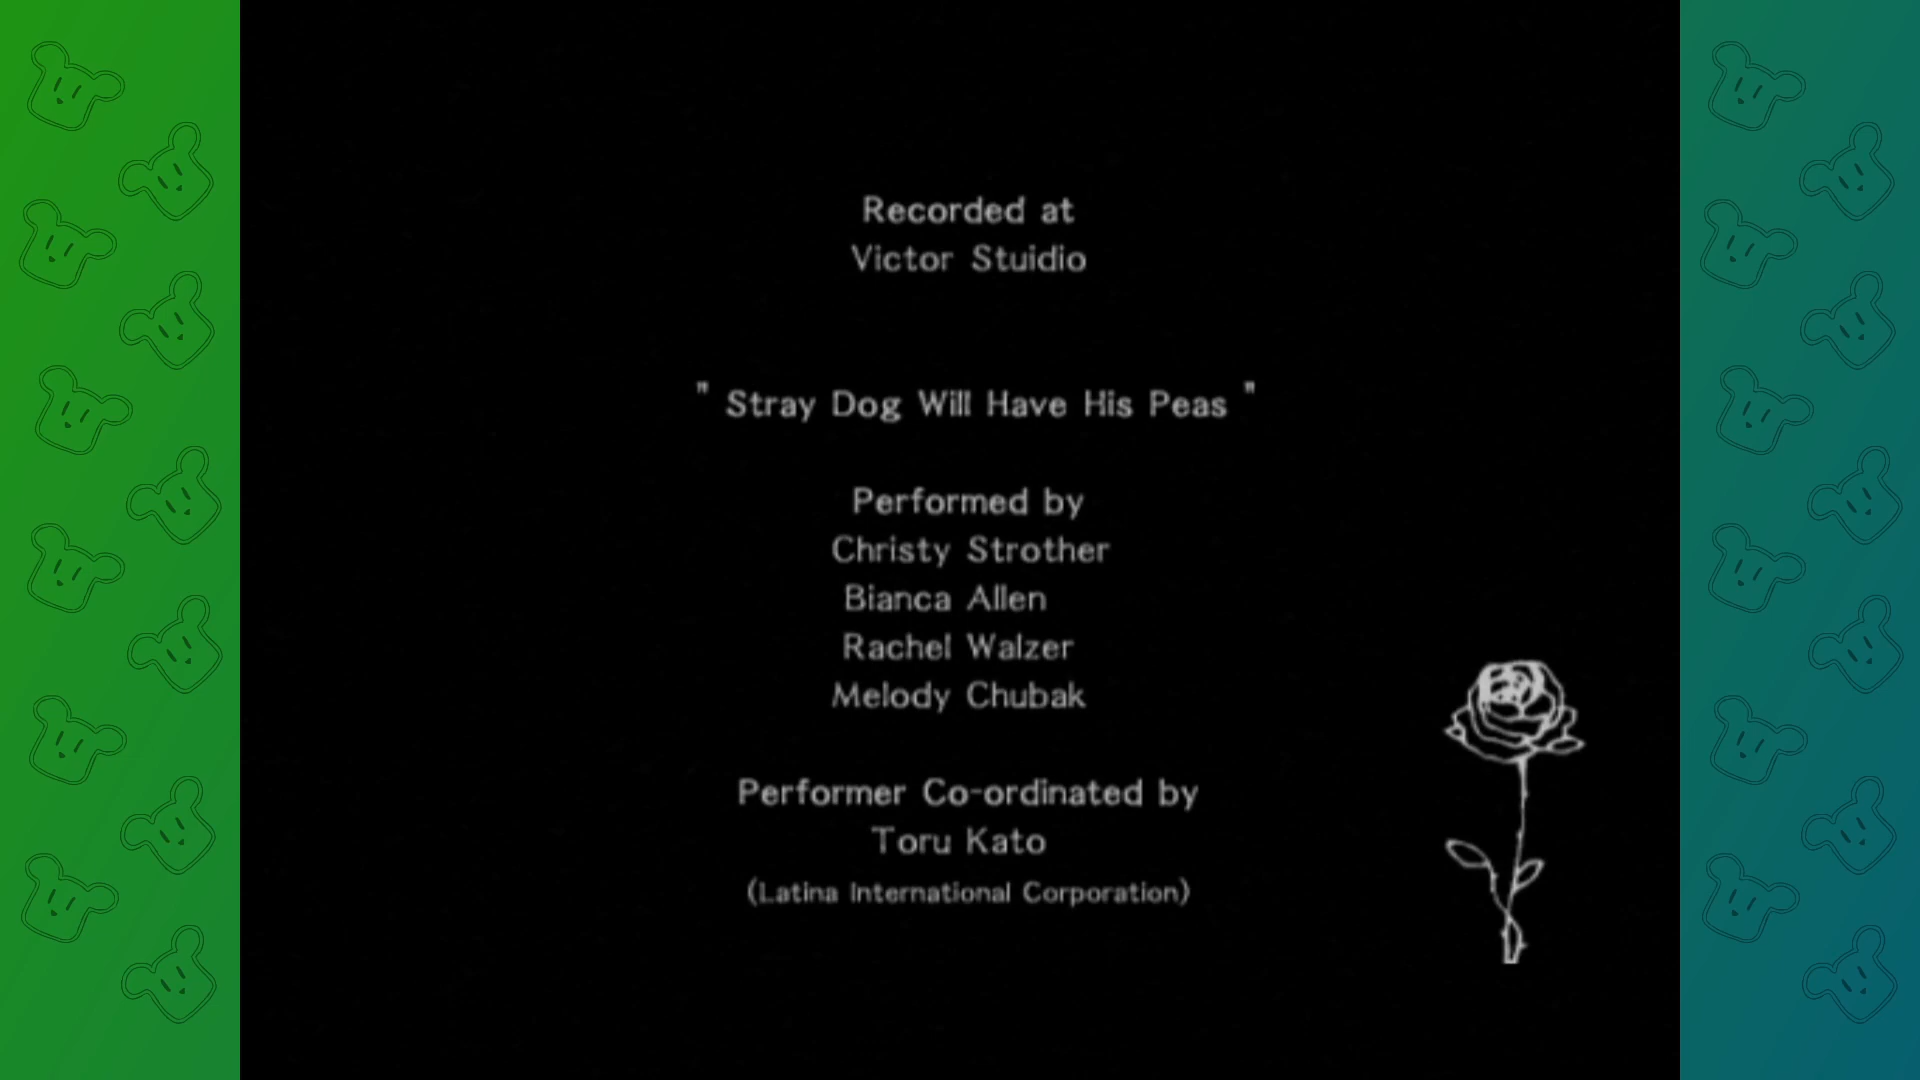 Recorded at
Victor Stuidio
" Stray Dog Will Have His Peas "
Performed by
Christy Strother
Bianca Allen
Rachel Walzer
Melody Chubak
Performer Co-ordinated by
Toru Kato
(Latina International Corporation)